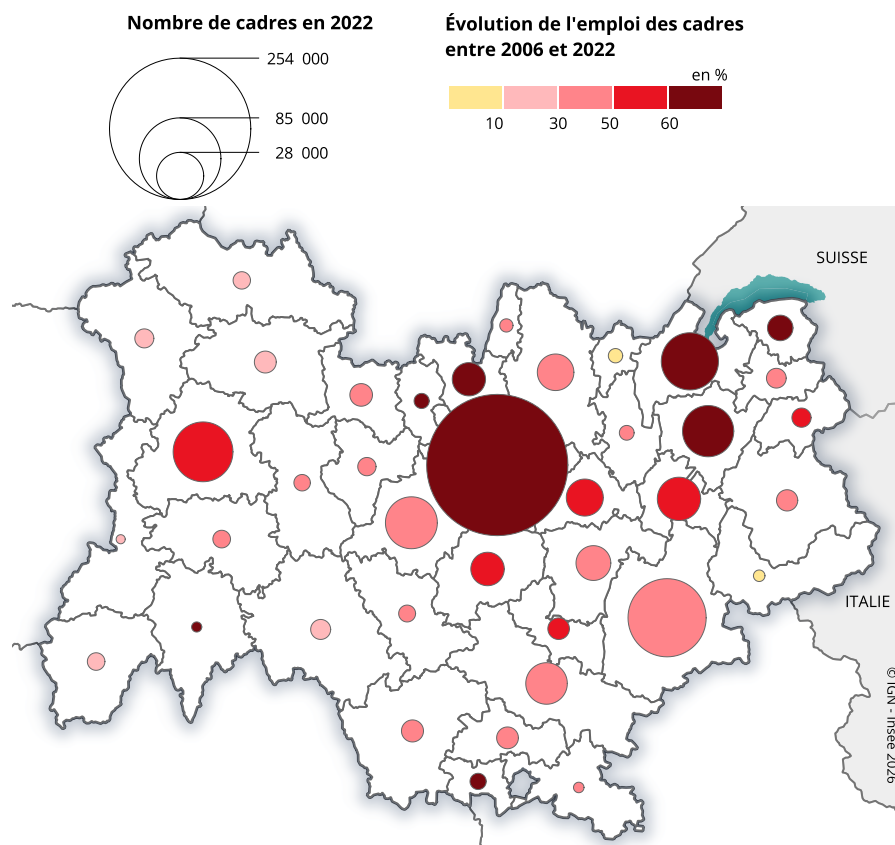 Nombre de cadres en 2022
254 000
85 000
28 000
Évolution de l'emploi des cadres
entre 2006 et 2022
en %
10 30 50 60
SUISSE
ITALIE
© IGN - Insee 2026